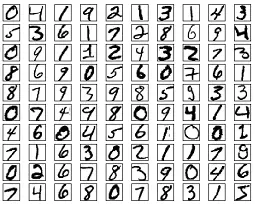 0 4 1 9 2 1 3 1 4 3
5 3 6 1 7 2 8 6 9 4
0 9 1 1 2 4 3 2 7 3
8 6 9 0 5 6 0 7 6 1
8 7 9 3 9 8 5 9 3 3
0 7 4 9 8 0 9 4 1 4
4 6 0 4 5 6 1 0 0 1
7 1 6 3 0 2 1 1 7 9
0 2 6 7 8 3 9 0 4 6
7 4 6 8 0 7 8 3 1 5